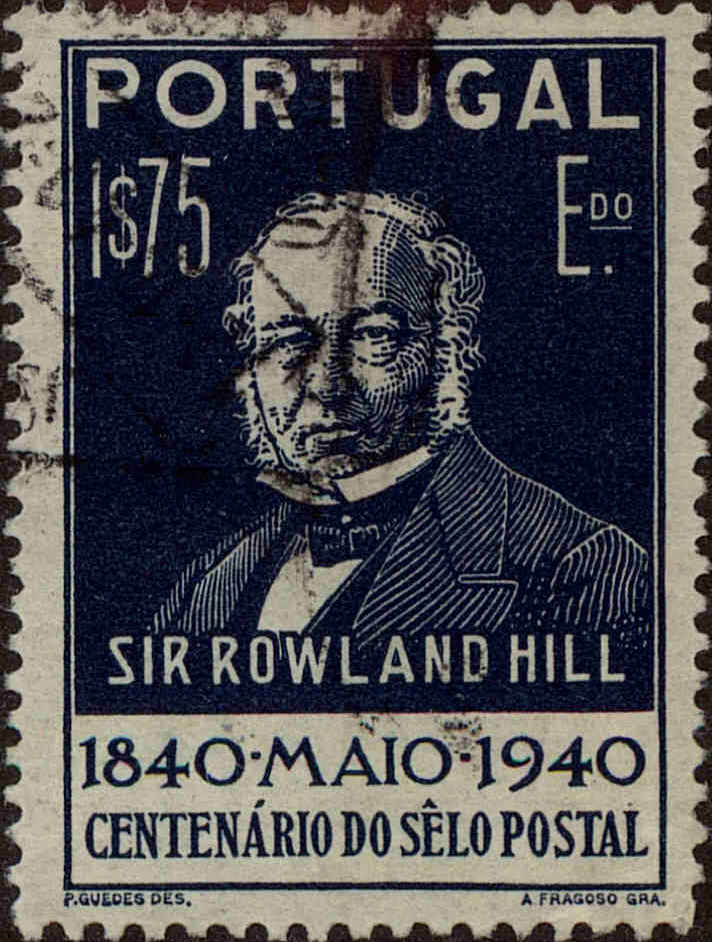 PORTUGAL
1$75 E.DO
SIR ROWLAND HILL
1840·MAIO·1940
CENTENÁRIO DO SÊLO POSTAL
P.GUEDES DES. A FRAGOSO GRA.